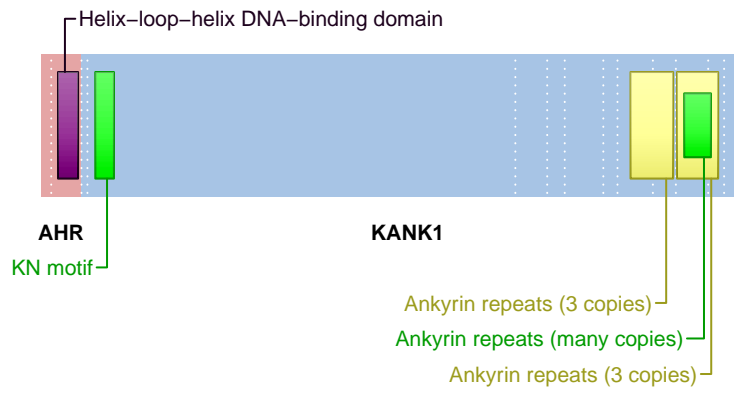 Helix–loop–helix DNA–binding domain
AHR
KANK1
KN motif
Ankyrin repeats (3 copies)
Ankyrin repeats (many copies)
Ankyrin repeats (3 copies)